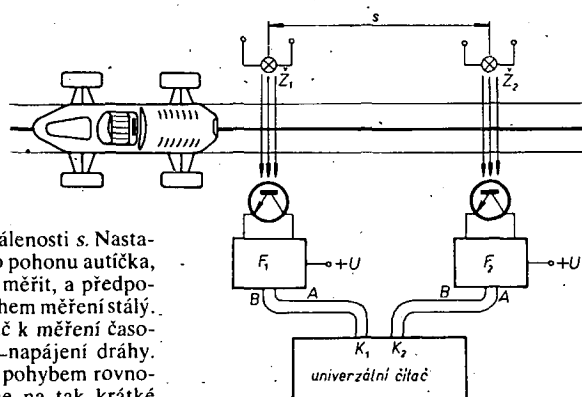 s
Ž₁ Ž₂
F₁ +U F₂ +U
B A B A
K₁ K₂
univerzální čítač
álenosti s. Nasta-
o pohonu autíčka,
měřit, a předpo-
hem měření stálý.
č k měření časo-
napájení dráhy.
pohybem rovno-
e na tak krátké